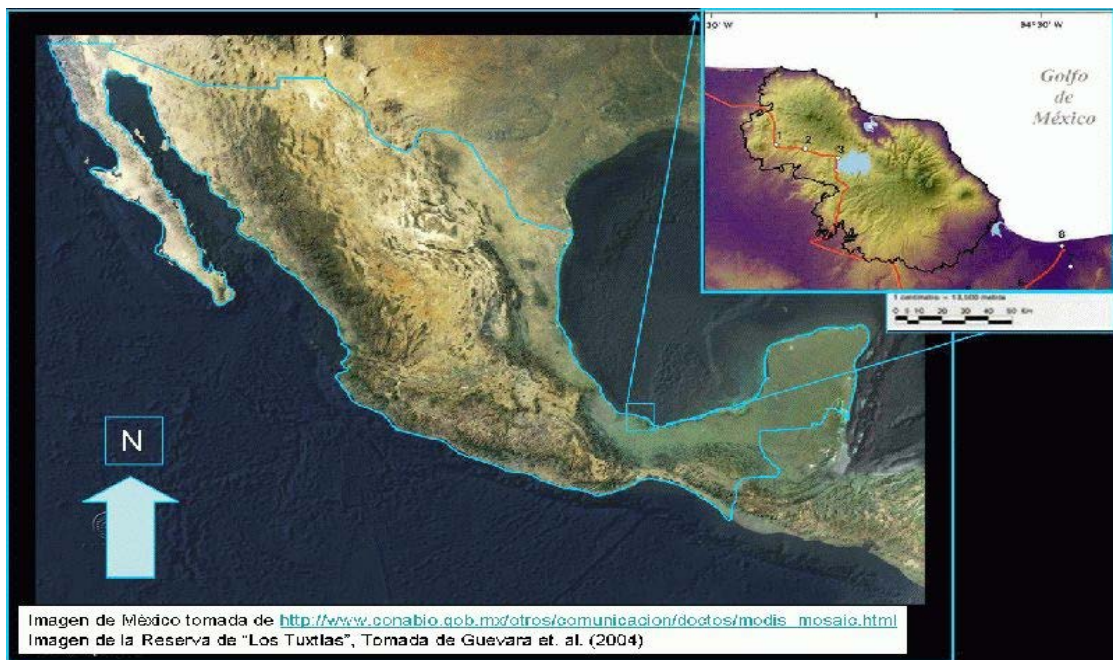 30' W
94°30' W
Golfo
de
México
1
2
3
8
1 centímetro = 13,500 metros
0 5 10 20 30 40 50 Km
N
Imagen de México tomada de http://www.conabio.gob.mx/otros/comunicacion/doctos/modis_mosaic.html
Imagen de la Reserva de “Los Tuxtlas”, Tomada de Guevara et. al. (2004)